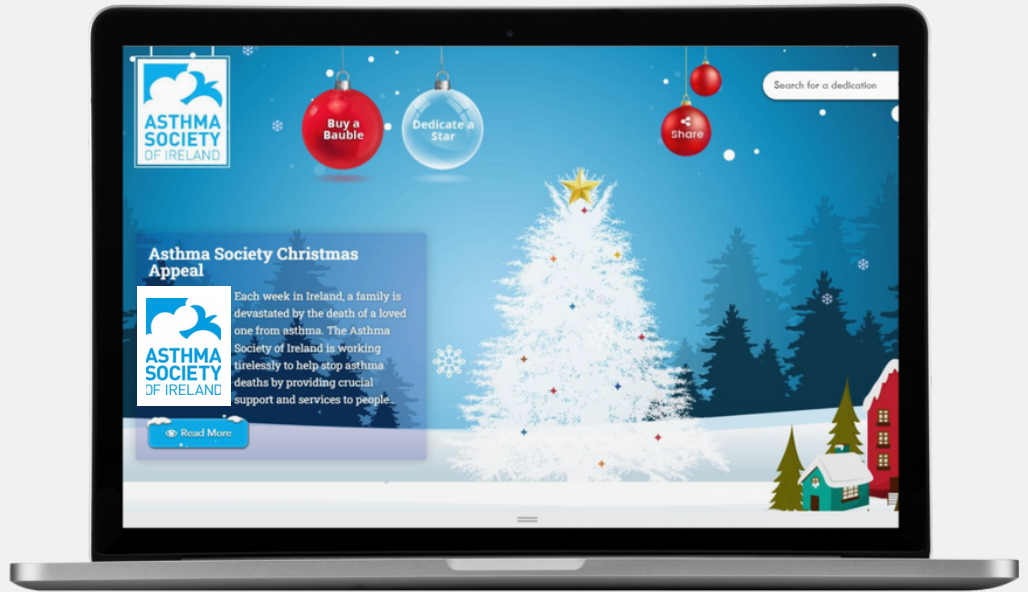 ASTHMA
SOCIETY
OF IRELAND
Buy a
Bauble
Dedicate a
Star
Share
Search for a dedication
Asthma Society Christmas
Appeal
ASTHMA
SOCIETY
OF IRELAND
Each week in Ireland, a family is
devastated by the death of a loved
one from asthma. The Asthma
Society of Ireland is working
tirelessly to help stop asthma
deaths by providing crucial
support and services to people...
Read More